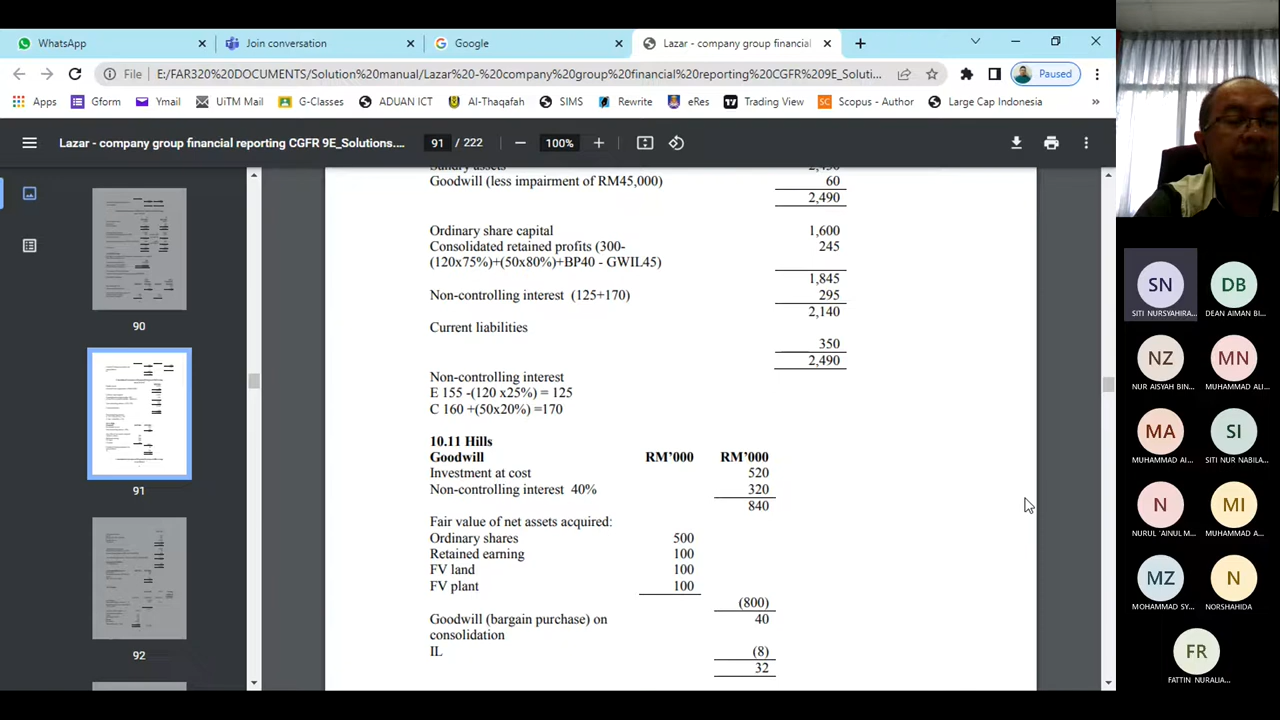 WhatsApp
Join conversation
Google
Lazar - company group financial
File E:/FAR320%20DOCUMENTS/Solution%20manual/Lazar%20-%20company%20group%20financial%20reporting%20CGFR%209E_Soluti...
Paused
Apps Gform Ymail UiTM Mail G-Classes ADUAN ICT Al-Thaqafah SIMS Rewrite eRes Trading View Scopus - Author Large Cap Indonesia »
Lazar - company group financial reporting CGFR 9E_Solutions.... 91 / 222 100%
90
91
92
Goodwill (less impairment of RM45,000) 60
2,490
Ordinary share capital 1,600
Consolidated retained profits (300- 245
(120x75%)+(50x80%)+BP40 - GWIL45)
1,845
Non-controlling interest (125+170) 295
2,140
Current liabilities
350
2,490
Non-controlling interest
E 155 -(120 x25%) = 125
C 160 +(50x20%) =170
10.11 Hills
Goodwill RM'000 RM'000
Investment at cost 520
Non-controlling interest 40% 320
840
Fair value of net assets acquired:
Ordinary shares 500
Retained earning 100
FV land 100
FV plant 100
(800)
Goodwill (bargain purchase) on 40
consolidation
IL (8)
32
SN DB
SITI NURSYAHIRA... DEAN AIMAN BI...
NZ MN
NUR AISYAH BIN... MUHAMMAD ALI...
MA SI
MUHAMMAD AI... SITI NUR NABILA...
N MI
NURUL 'AINUL M... MUHAMMAD A...
MZ N
MOHAMMAD SY... NORSHAHIDA
FR
FATTIN NURALIA...